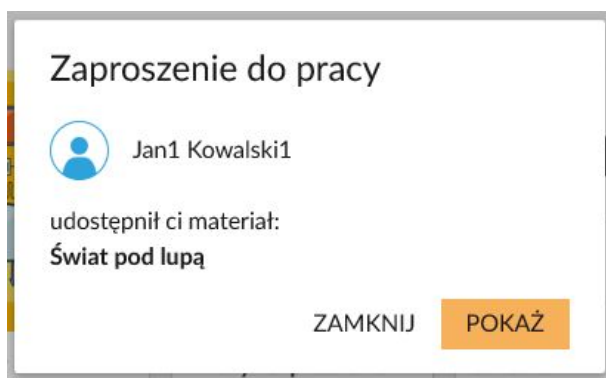 Zaproszenie do pracy
Jan1 Kowalski1
udostępnił ci materiał:
Świat pod lupą
ZAMKNIJ POKAŻ